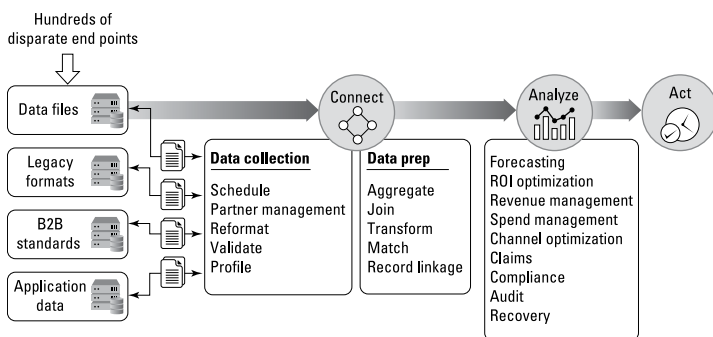 Hundreds of
disparate end points
Data files
Legacy
formats
B2B
standards
Application
data
Connect
Analyze
Act
Data collection
Schedule
Partner management
Reformat
Validate
Profile
Data prep
Aggregate
Join
Transform
Match
Record linkage
Forecasting
ROI optimization
Revenue management
Spend management
Channel optimization
Claims
Compliance
Audit
Recovery